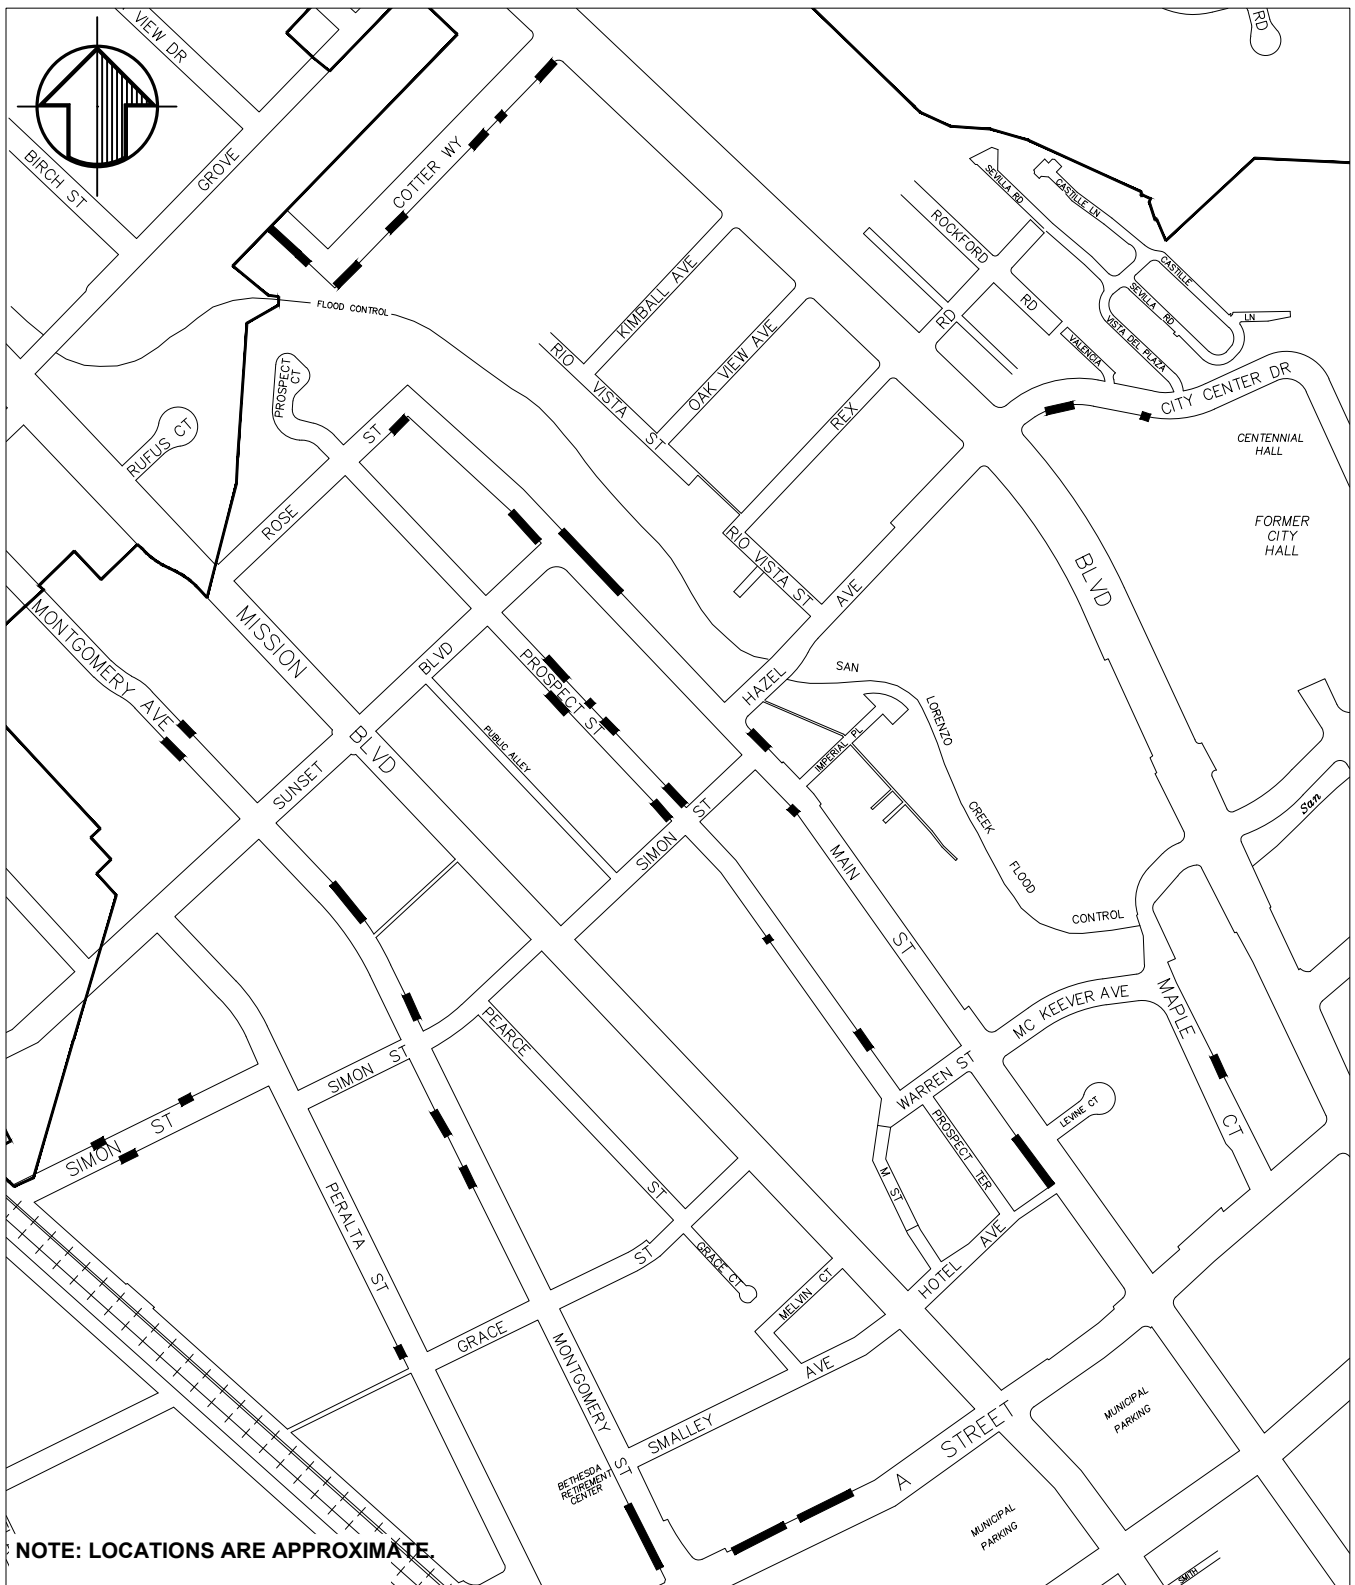 VIEW DR
BIRCH ST
GROVE
COTTER WY
RD
SEVILLA RD
CASTILLE LN
ROCKFORD
RD
RD
CASTILLE
SEVILLA RD
LN
VISTA DEL PLAZA
VALENCIA
CITY CENTER DR
CENTENNIAL
HALL
FORMER
CITY
HALL
FLOOD CONTROL
KIMBALL AVE
RIO
VISTA
ST
OAK VIEW AVE
REX
PROSPECT
CT
RUFUS CT
ROSE
ST
RIO VISTA ST
AVE
HAZEL
BLVD
MONTGOMERY AVE
MISSION
BLVD
SUNSET
BLVD
PROSPECT ST
PUBLIC ALLEY
SIMON
ST
SAN
LORENZO
CREEK
FLOOD
CONTROL
IMPERIAL PL
San
MAIN
ST
MC KEEVER AVE
MAPLE
CT
WARREN ST
LEVINE CT
PROSPECT TER
M ST
HOTEL
AVE
PEARCE
ST
SIMON
ST
SIMON
ST
PERALTA
ST
GRACE
ST
GRACE CT
MELVIN CT
MONTGOMERY
ST
SMALLEY
AVE
A STREET
MUNICIPAL
PARKING
MUNICIPAL
PARKING
BETHESDA
RETIREMENT
CENTER
SMITH
NOTE: LOCATIONS ARE APPROXIMATE.